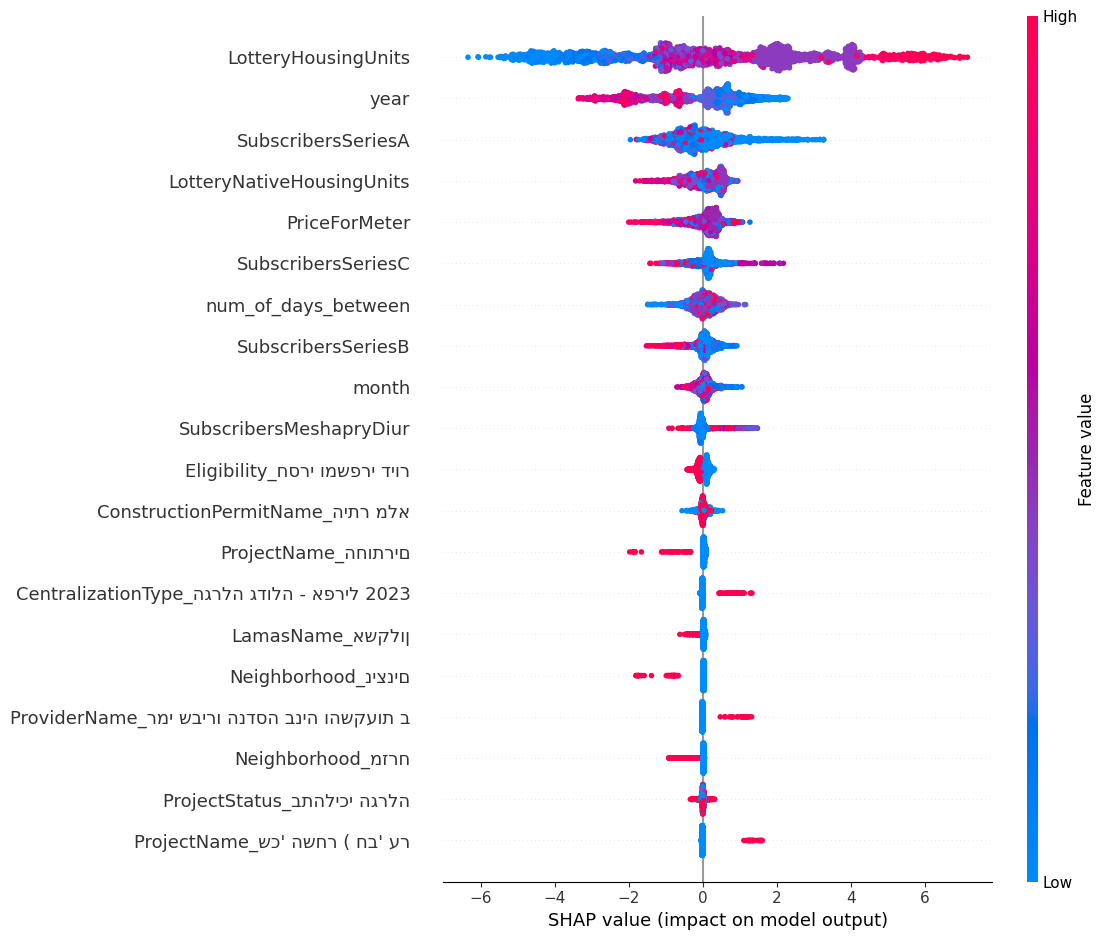 LotteryHousingUnits
year
SubscribersSeriesA
LotteryNativeHousingUnits
PriceForMeter
SubscribersSeriesC
num_of_days_between
SubscribersSeriesB
month
SubscribersMeshapryDiur
Eligibility_חסרי ומשפרי דיור
ConstructionPermitName_היתר מלא
ProjectName_החותרים
CentralizationType_הגרלה גדולה - אפריל 2023
LamasName_אשקלון
Neighborhood_ניצנים
ProviderName_רמי שבירו הנדסה בניה והשקעות ב
Neighborhood_מזרח
ProjectStatus_בתהליכי הגרלה
ProjectName_שכ' השחר ( חב' ער
−6 −4 −2 0 2 4 6
SHAP value (impact on model output)
High
Feature value
Low